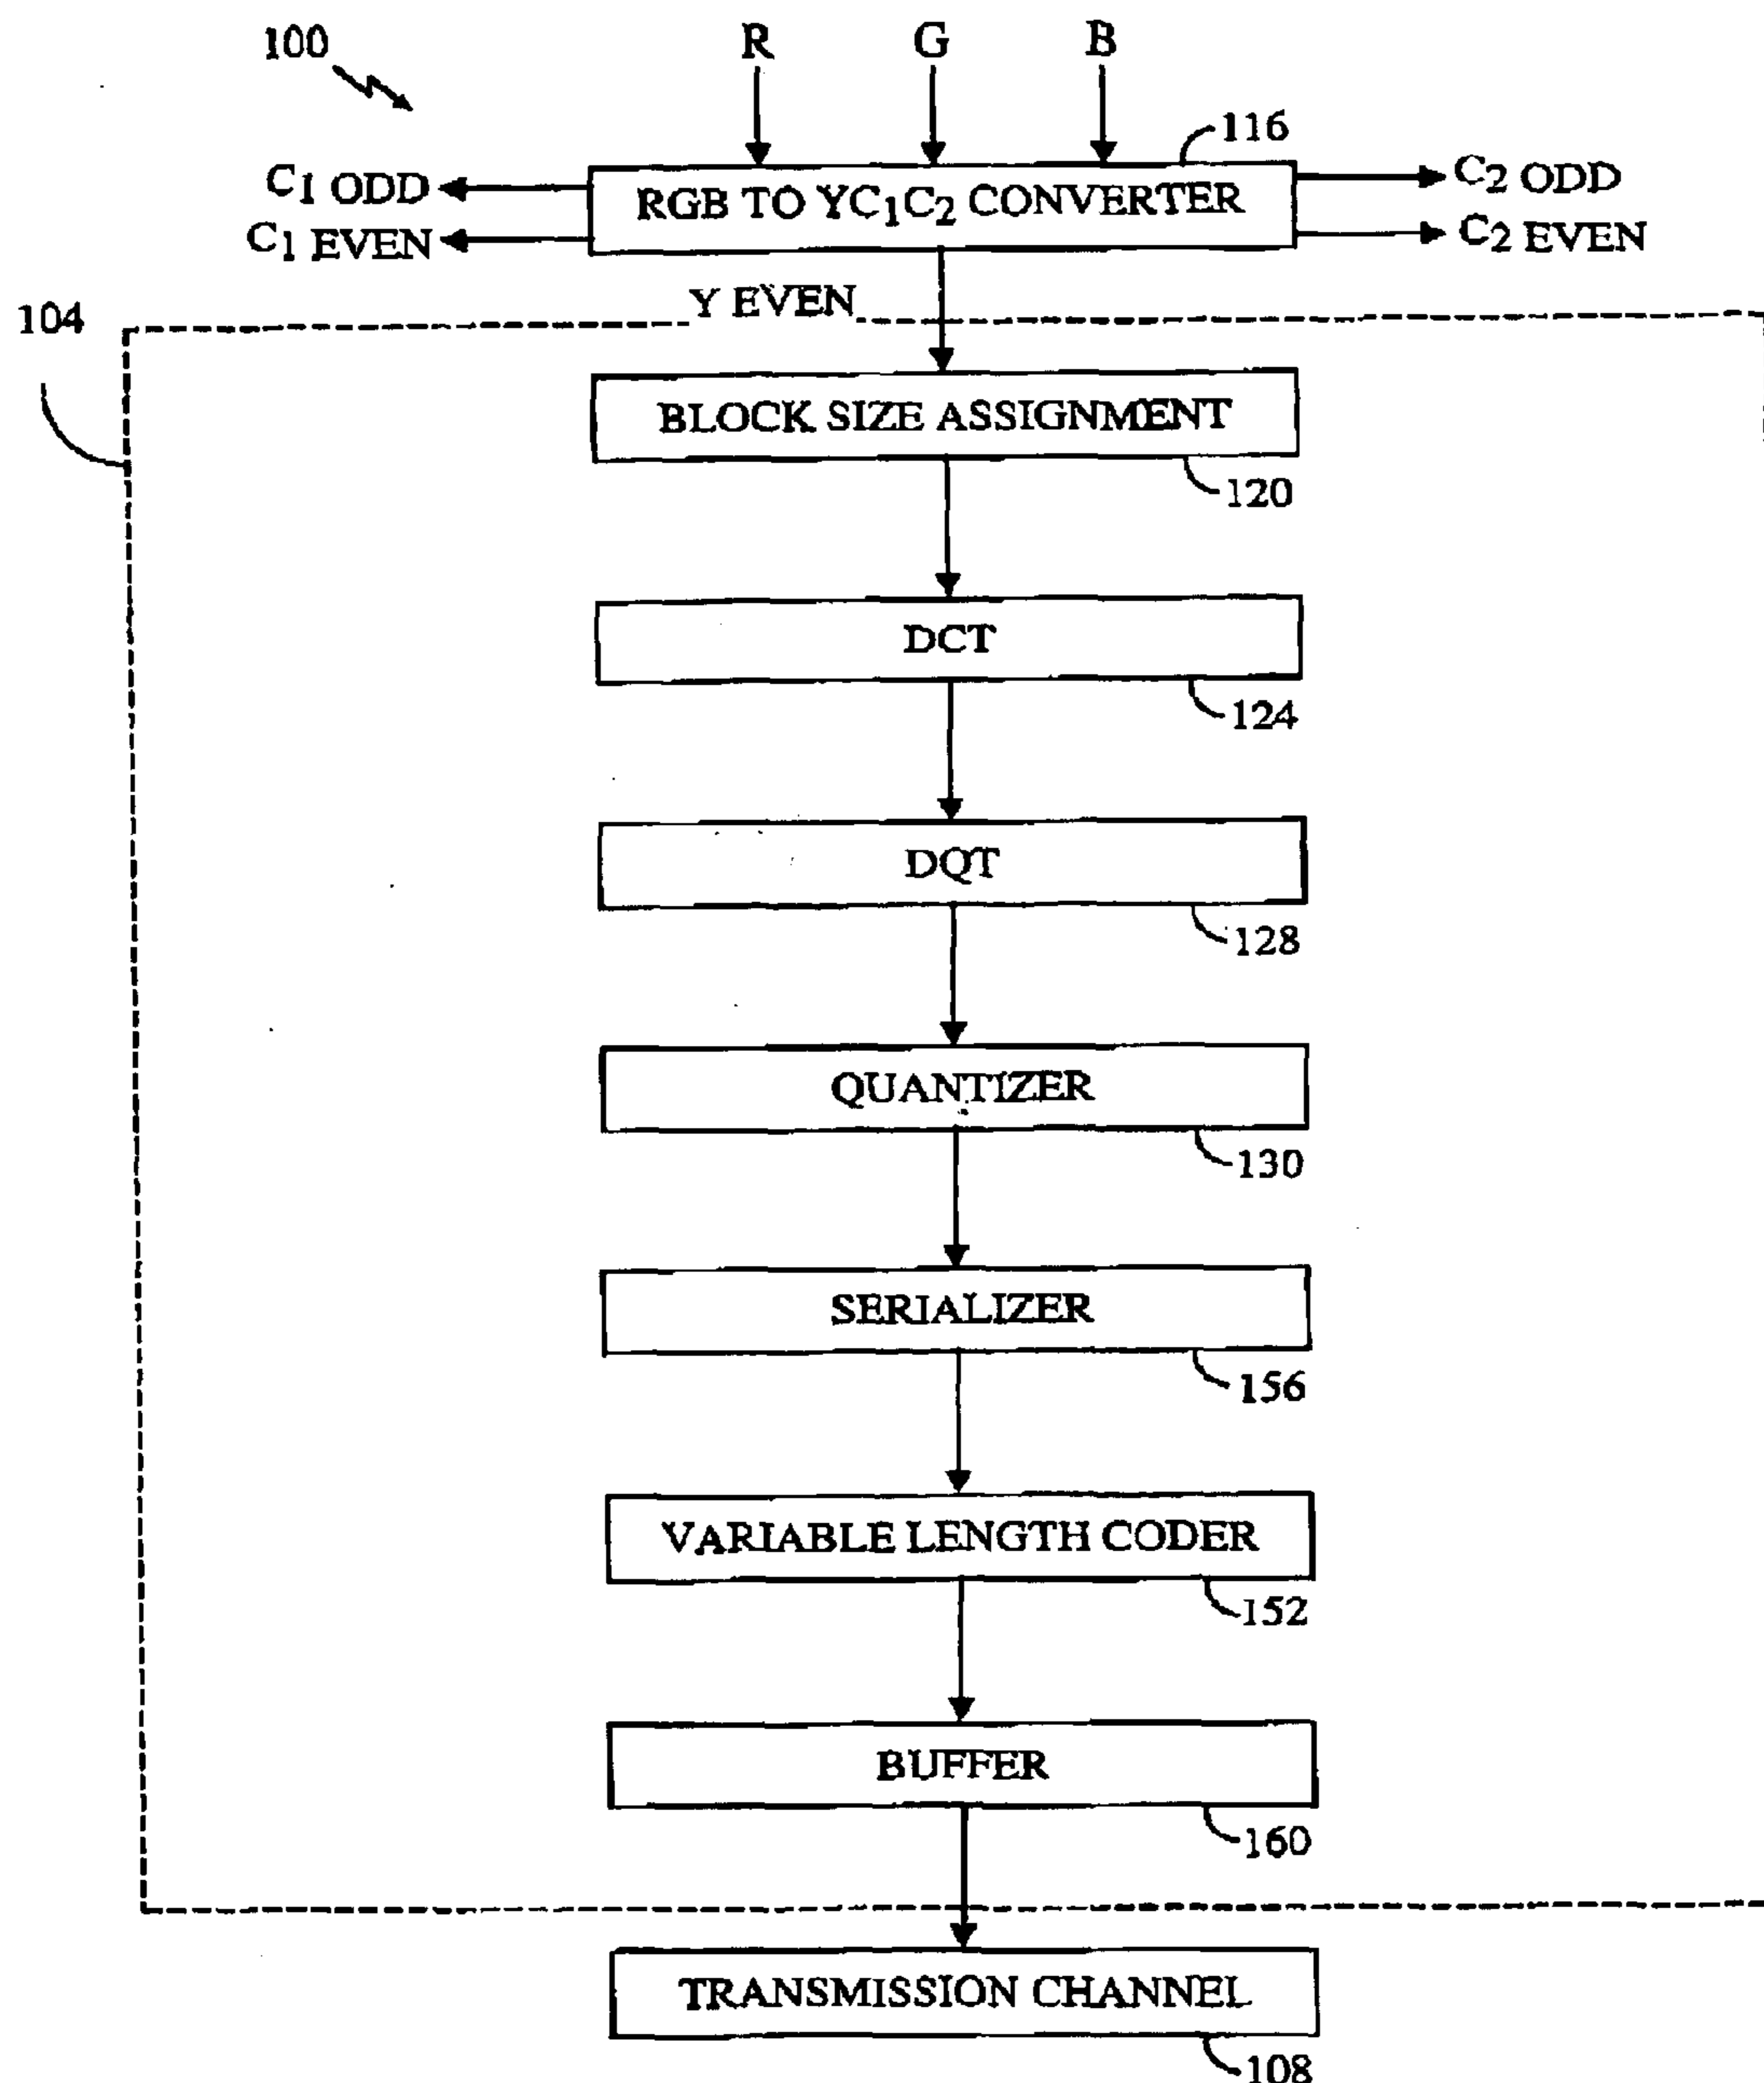 100
R G B
116
C1 ODD
RGB TO YC1C2 CONVERTER
C2 ODD
C1 EVEN
C2 EVEN
Y EVEN
104
BLOCK SIZE ASSIGNMENT
120
DCT
124
DQT
128
QUANTIZER
130
SERIALIZER
156
VARIABLE LENGTH CODER
152
BUFFER
160
TRANSMISSION CHANNEL
108